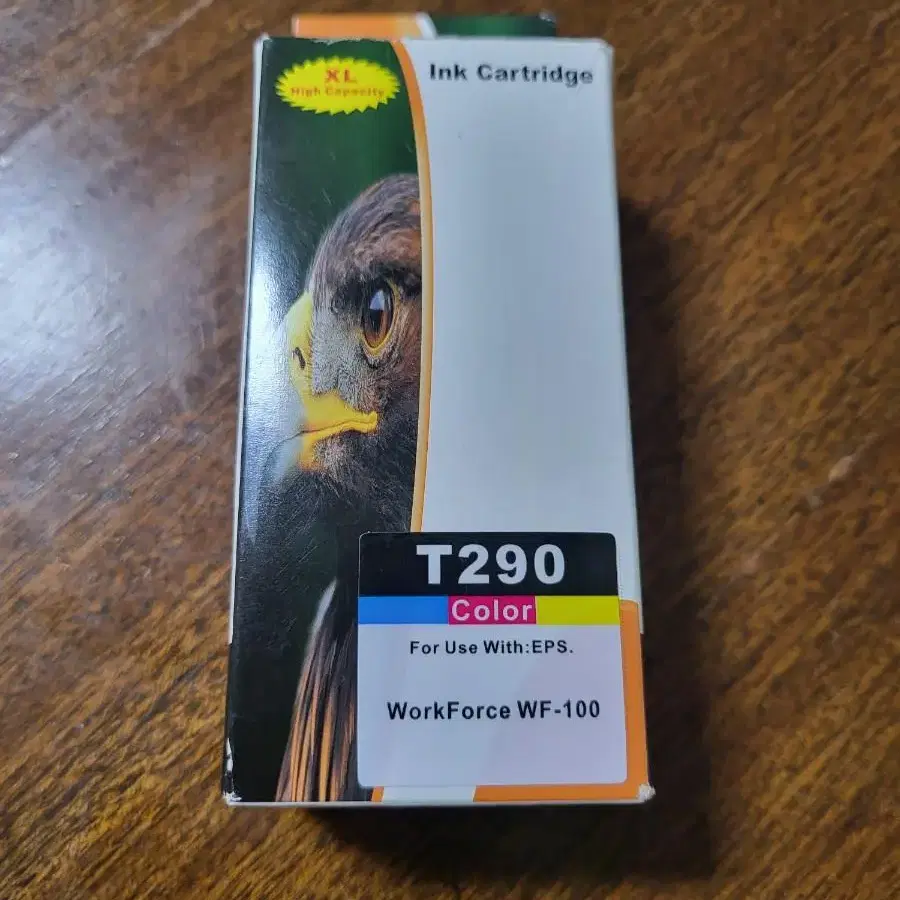 XL
High Capacity
Ink Cartridge
T290
Color
For Use With:EPS.
WorkForce WF-100